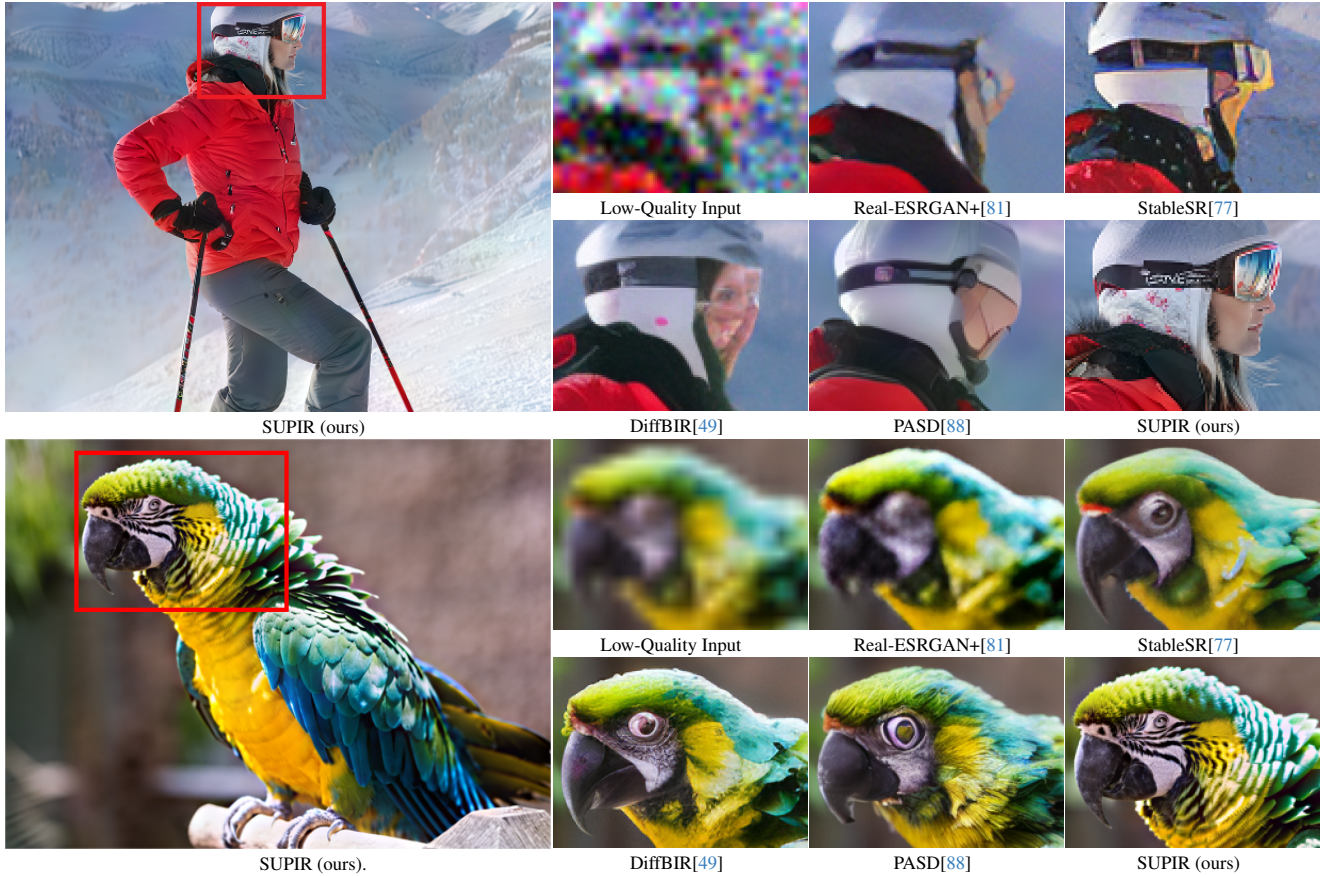 Low-Quality Input Real-ESRGAN+[81] StableSR[77]
SUPIR (ours) DiffBIR[49] PASD[88] SUPIR (ours)
Low-Quality Input Real-ESRGAN+[81] StableSR[77]
SUPIR (ours). DiffBIR[49] PASD[88] SUPIR (ours)